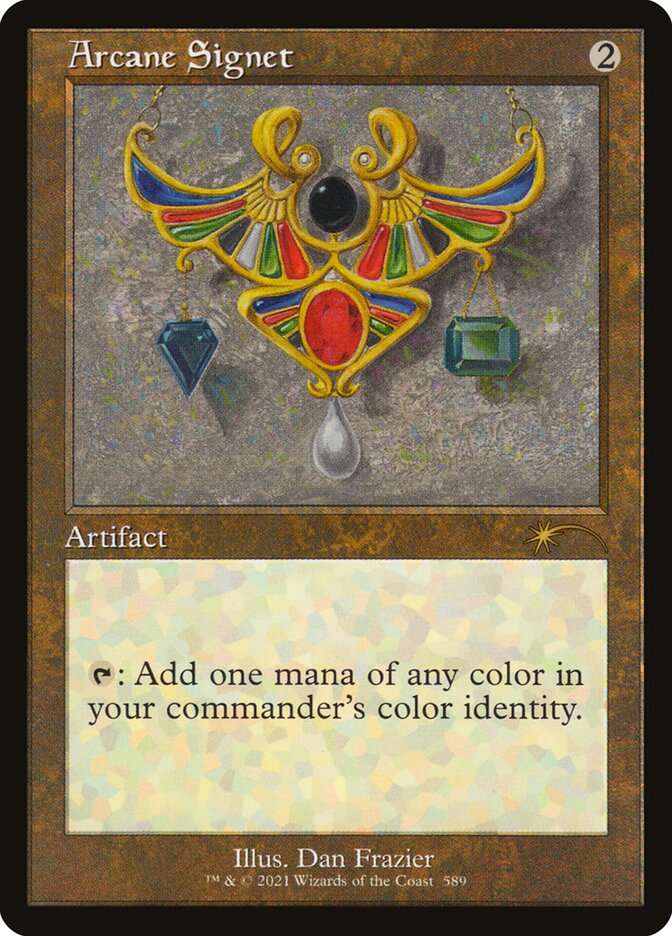 Arcane Signet 2
Artifact
: Add one mana of any color in
your commander's color identity.
Illus. Dan Frazier
™ & © 2021 Wizards of the Coast 589